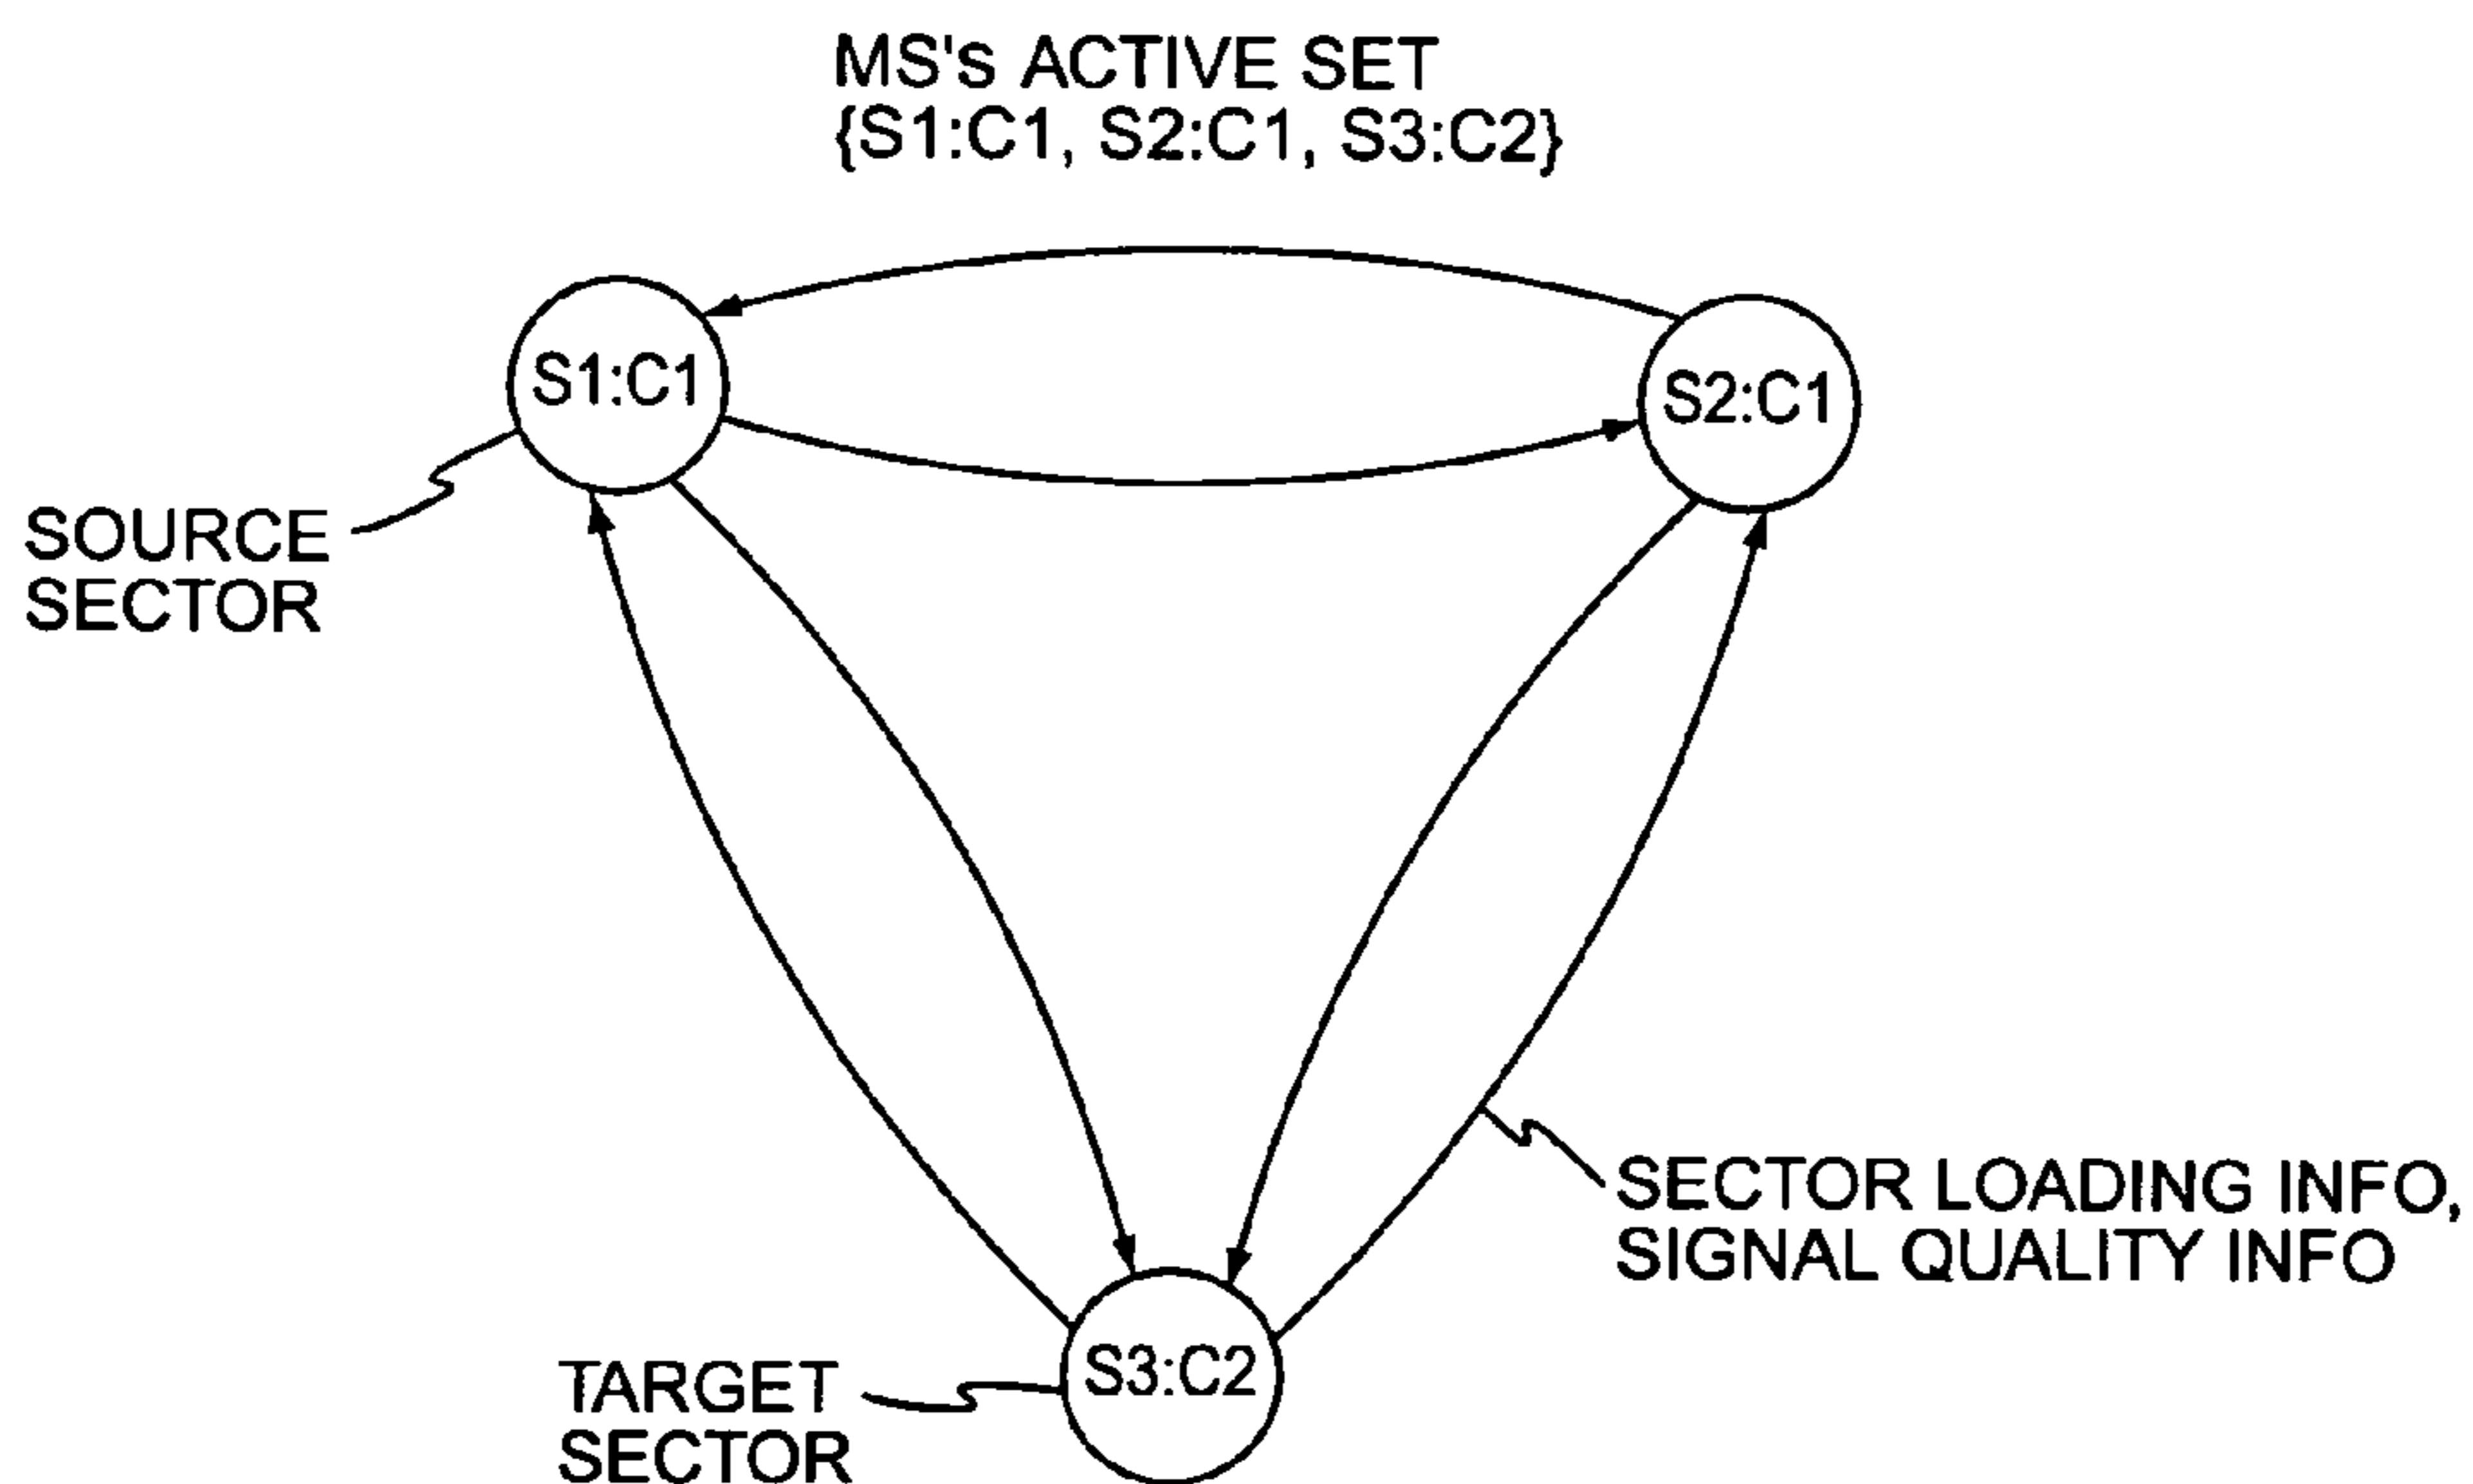 MS's ACTIVE SET
{S1:C1, S2:C1, S3:C2}
S1:C1
S2:C1
SOURCE
SECTOR
SECTOR LOADING INFO,
SIGNAL QUALITY INFO
S3:C2
TARGET
SECTOR